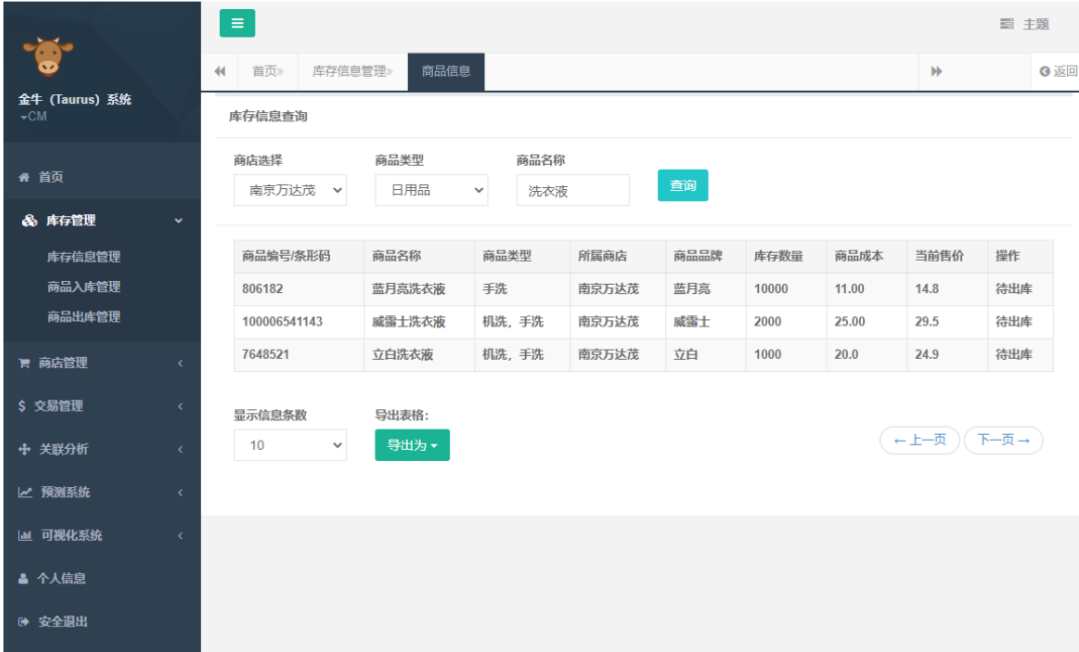 主题
首页»
库存信息管理»
商品信息
返回
金牛 (Taurus) 系统
CM
首页
库存管理
库存信息管理
商品入库管理
商品出库管理
商店管理
$ 交易管理
关联分析
预测系统
可视化系统
个人信息
安全退出
库存信息查询
商店选择 商品类型 商品名称
南京万达茂 日用品 洗衣液 查询
商品编号/条形码 商品名称 商品类型 所属商店 商品品牌 库存数量 商品成本 当前售价 操作
806182 蓝月亮洗衣液 手洗 南京万达茂 蓝月亮 10000 11.00 14.8 待出库
100006541143 威露士洗衣液 机洗，手洗 南京万达茂 威露士 2000 25.00 29.5 待出库
7648521 立白洗衣液 机洗，手洗 南京万达茂 立白 1000 20.0 24.9 待出库
显示信息条数 导出表格：
10 导出为 ←上一页 下一页→